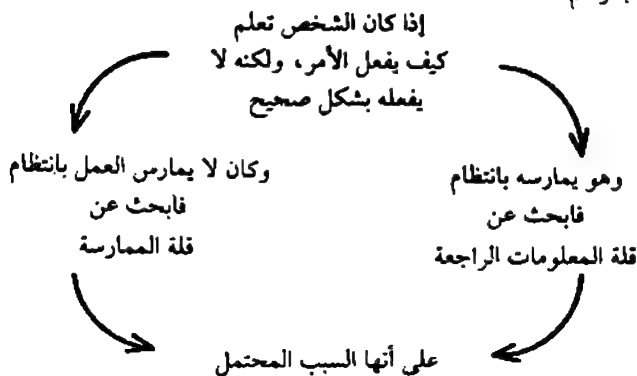 إذا كان الشخص تعلم
كيف يفعل الأمر، ولكنه لا
يفعله بشكل صحيح
وهو يمارسه بانتظام
فابحث عن
قلة المعلومات الراجعة
وكان لا يمارس العمل بانتظام
فابحث عن
قلة الممارسة
على أنها السبب المحتمل